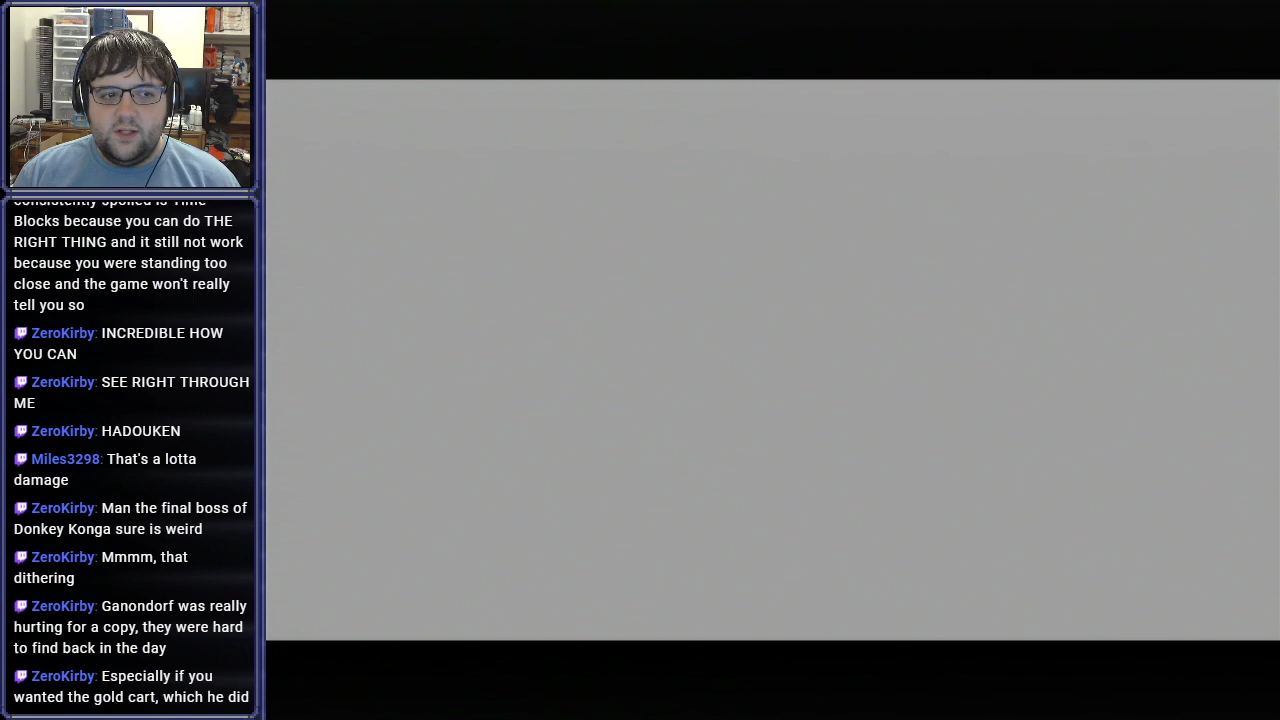 consistently spoiled is Time
Blocks because you can do THE
RIGHT THING and it still not work
because you were standing too
close and the game won't really
tell you so
ZeroKirby: INCREDIBLE HOW
YOU CAN
ZeroKirby: SEE RIGHT THROUGH
ME
ZeroKirby: HADOUKEN
Miles3298: That's a lotta
damage
ZeroKirby: Man the final boss of
Donkey Konga sure is weird
ZeroKirby: Mmmm, that
dithering
ZeroKirby: Ganondorf was really
hurting for a copy, they were hard
to find back in the day
ZeroKirby: Especially if you
wanted the gold cart, which he did